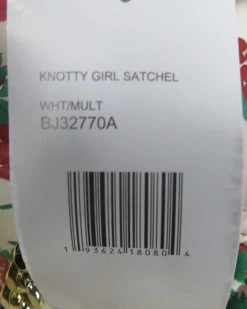 KNOTTY GIRL SATCHEL
WHT/MULT
BJ32770A
1 93624 18080 4